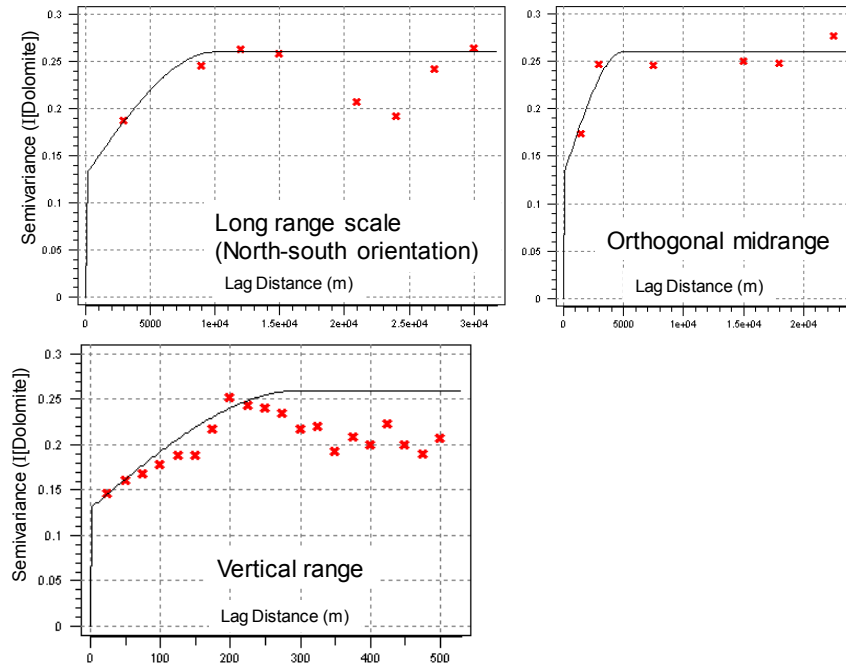 Semivariance (I[Dolomite])
0.3
0.25
0.2
0.15
0.1
0.05
0
Long range scale
(North-south orientation)
Lag Distance (m)
0 5000 1e+04 1.5e+04 2e+04 2.5e+04 3e+04
0.3
0.25
0.2
0.15
0.1
0.05
0
Orthogonal midrange
Lag Distance (m)
0 5000 1e+04 1.5e+04 2e+04
Semivariance (I[Dolomite])
0.3
0.25
0.2
0.15
0.1
0.05
0
Vertical range
Lag Distance (m)
0 100 200 300 400 500